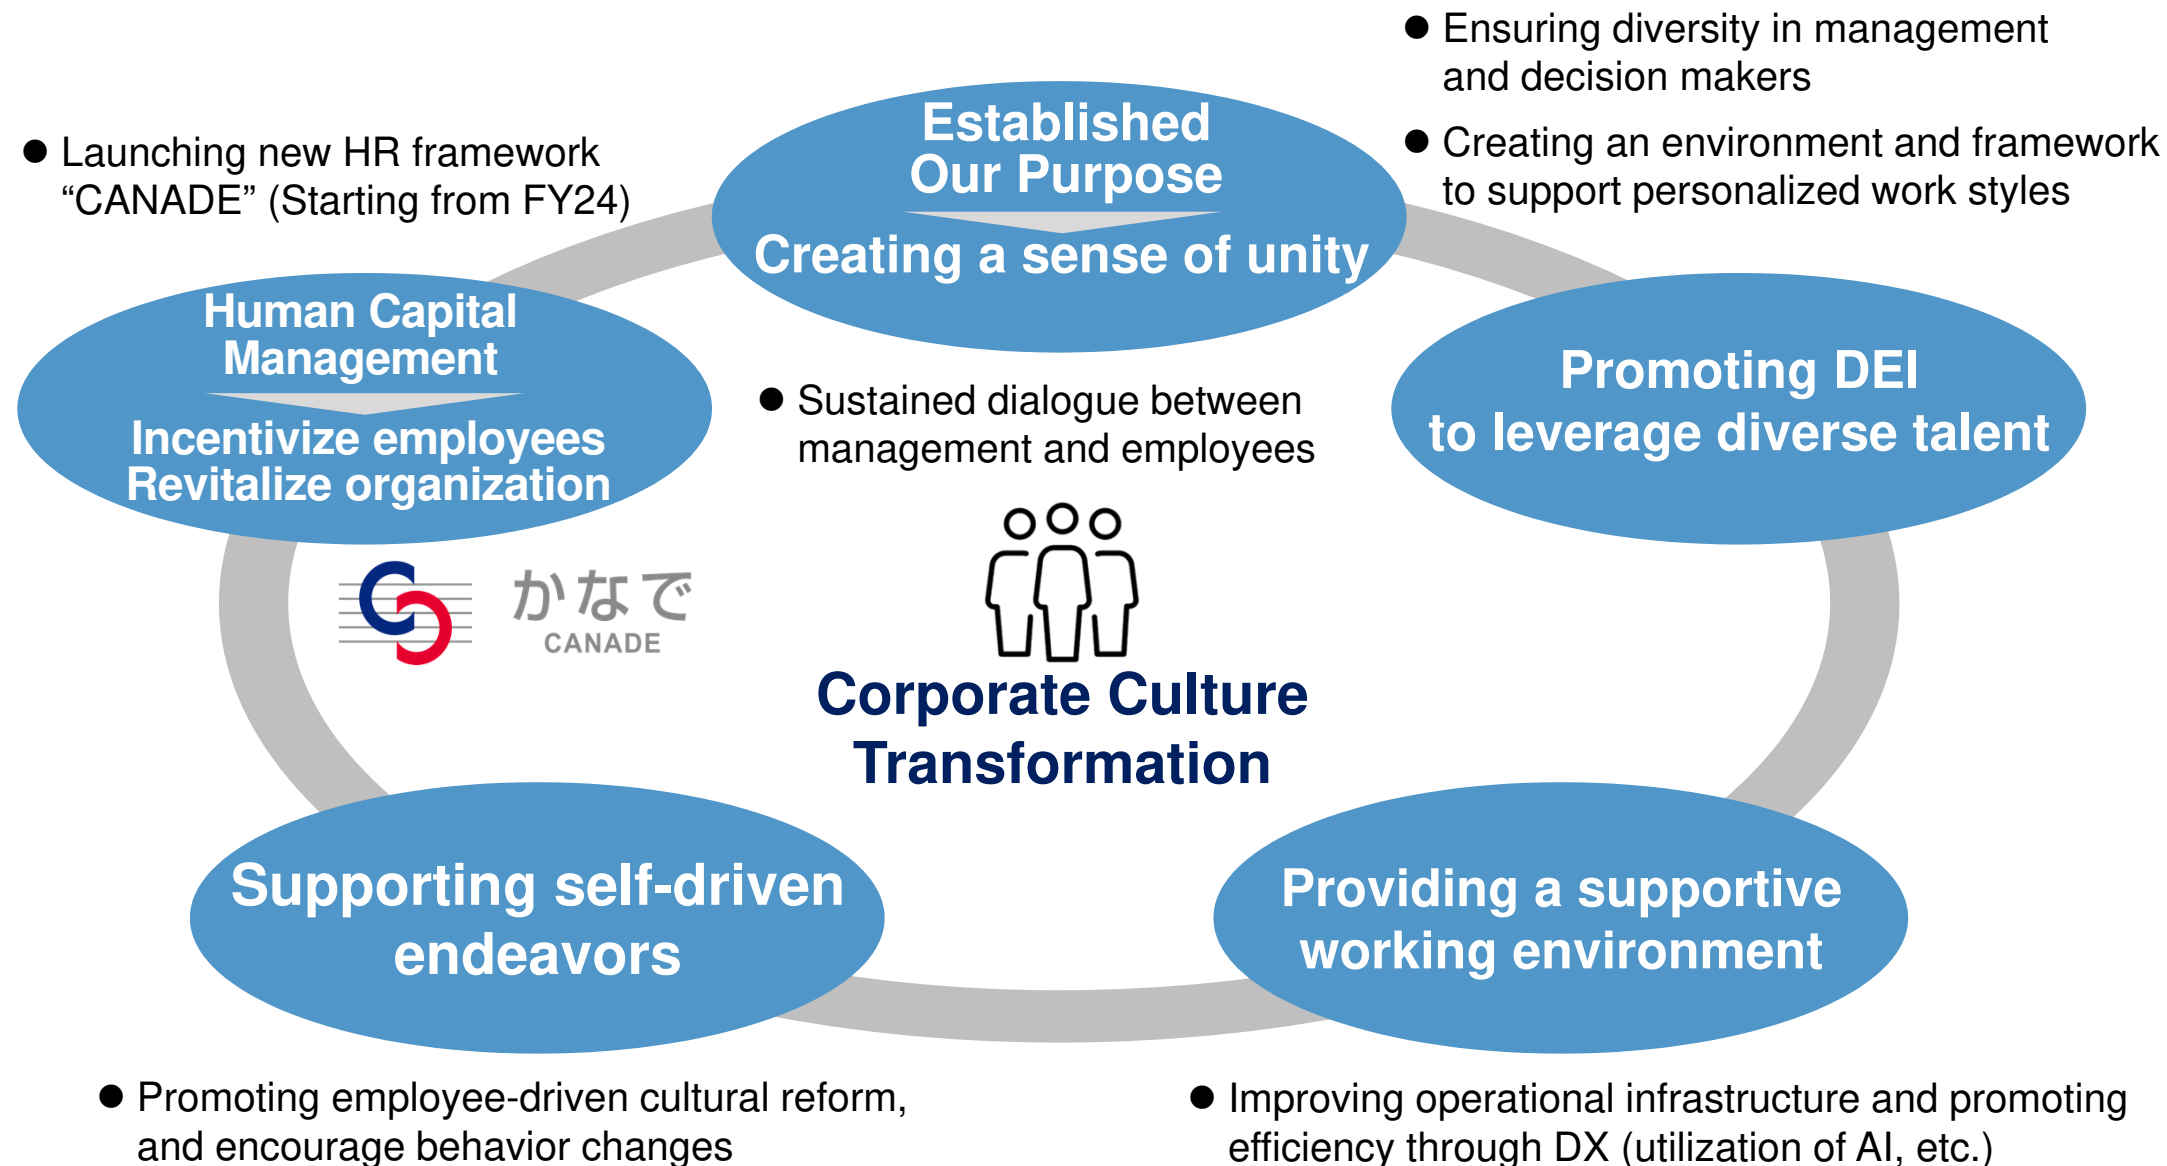 ● Ensuring diversity in management
and decision makers
● Creating an environment and framework
to support personalized work styles
● Launching new HR framework
“CANADE” (Starting from FY24)
Established
Our Purpose
Creating a sense of unity
Human Capital
Management
Incentivize employees
Revitalize organization
● Sustained dialogue between
management and employees
Promoting DEI
to leverage diverse talent
かなで
CANADE
Corporate Culture
Transformation
Supporting self-driven
endeavors
Providing a supportive
working environment
● Promoting employee-driven cultural reform,
and encourage behavior changes
● Improving operational infrastructure and promoting
efficiency through DX (utilization of AI, etc.)